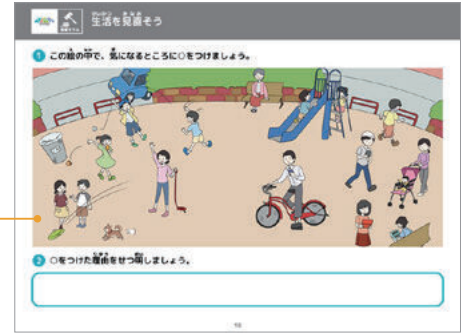 生活を見直そう
1 この絵の中で、気になるところに○をつけましょう。
2 ○をつけた理由をせつ明しましょう。